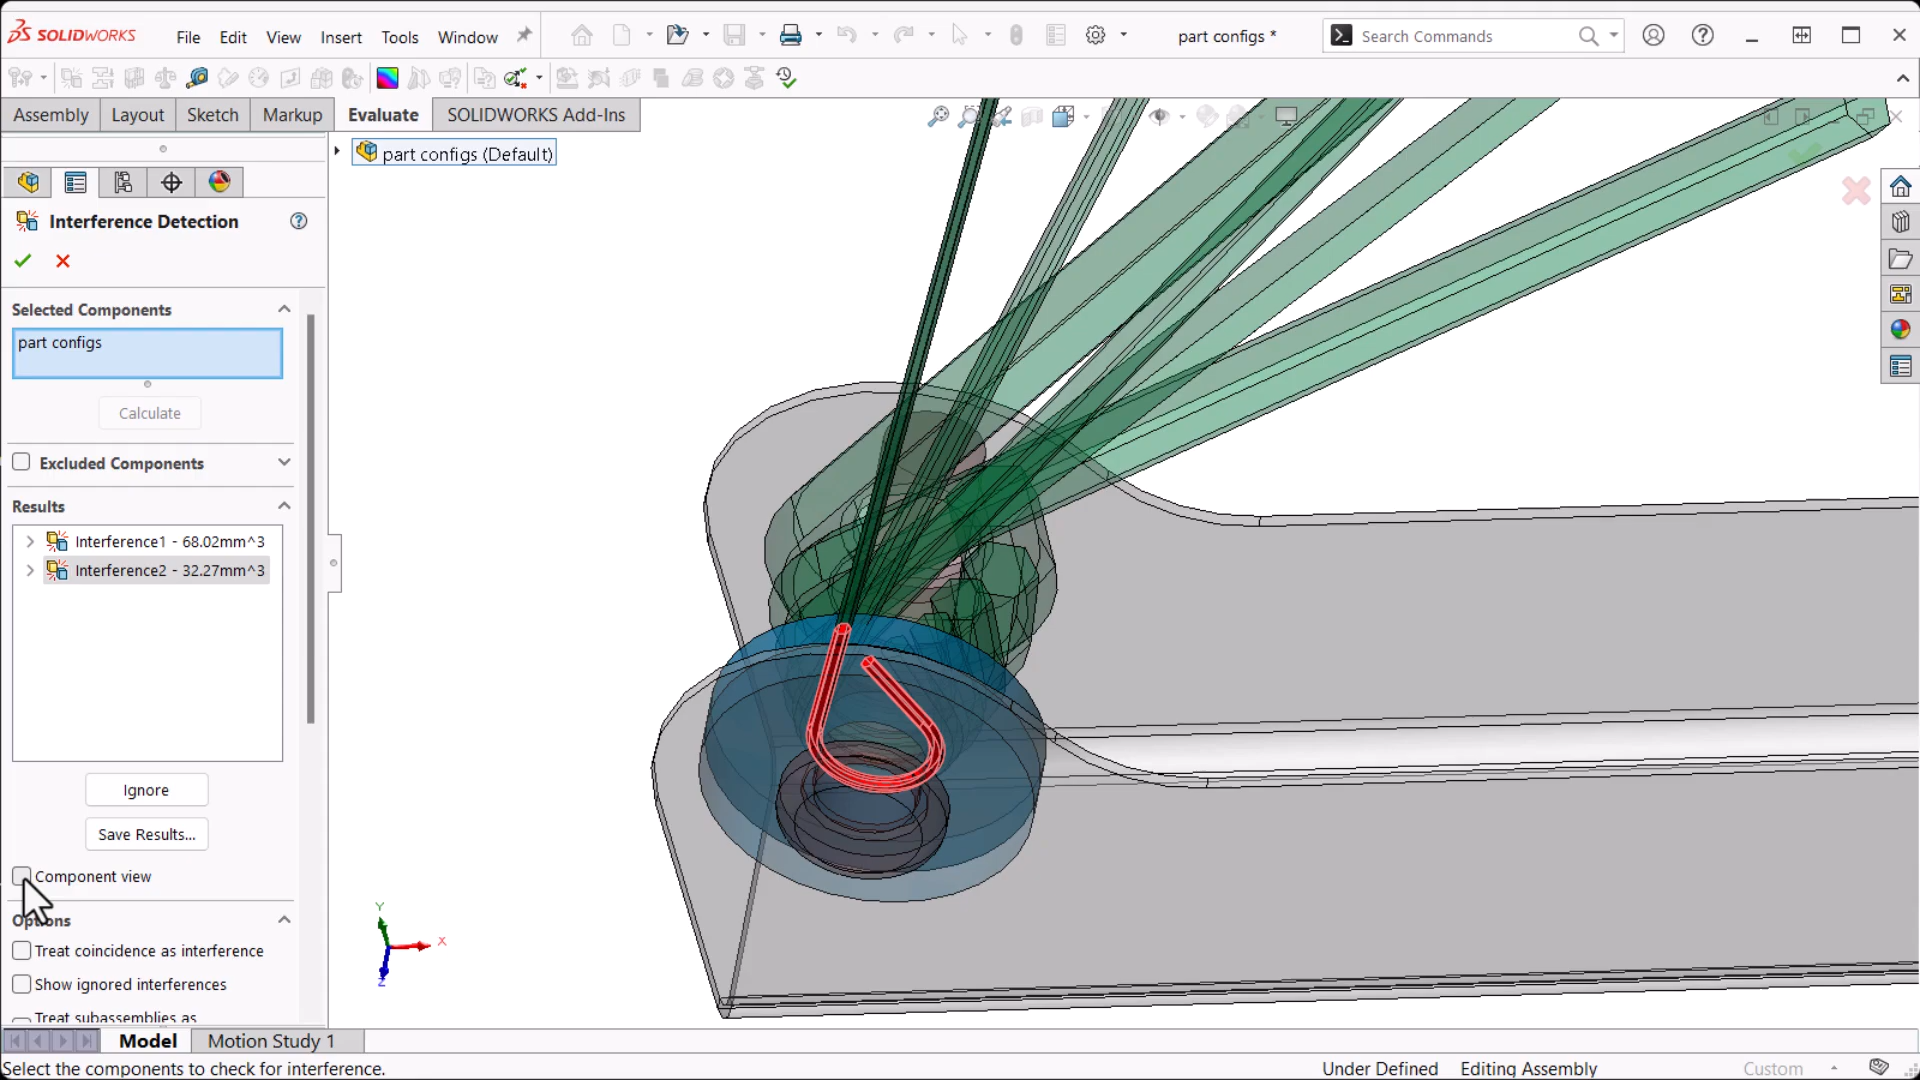 SOLIDWORKS File Edit View Insert Tools Window part configs * Search Commands
Assembly Layout Sketch Markup Evaluate SOLIDWORKS Add-Ins
part configs (Default)
Interference Detection
Selected Components
part configs
Calculate
Excluded Components
Results
Interference1 - 68.02mm^3
Interference2 - 32.27mm^3
Ignore
Save Results...
Component view
Options
Treat coincidence as interference
Show ignored interferences
Treat subassemblies as
Y
X
Z
Model Motion Study 1
Select the components to check for interference. Under Defined Editing Assembly Custom